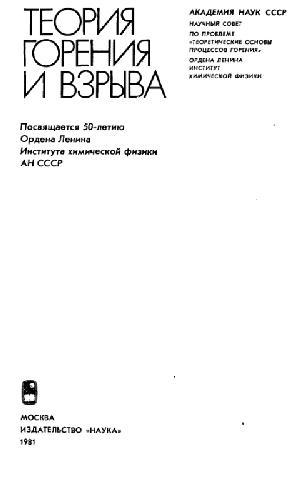 ТЕОРИЯ
ГОРЕНИЯ
И ВЗРЫВА
АКАДЕМИЯ НАУК СССР
НАУЧНЫЙ СОВЕТ
ПО ПРОБЛЕМЕ
«ТЕОРЕТИЧЕСКИЕ ОСНОВЫ
ПРОЦЕССОВ ГОРЕНИЯ»
ОРДЕНА ЛЕНИНА
ИНСТИТУТ
ХИМИЧЕСКОЙ ФИЗИКИ
Посвящается 50-летию
Ордена Ленина
Института химической физики
АН СССР
МОСКВА
ИЗДАТЕЛЬСТВО «НАУКА»
1981